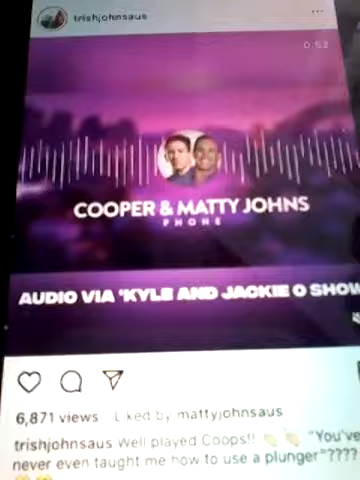 trishjohnsaus
0:52
COOPER & MATTY JOHNS
PHONE
AUDIO VIA 'KYLE AND JACKIE O SHOW
6,871 views Liked by mattyjohnsaus
trishjohnsaus Well played Coops!! 👏 👏 "You've
never even taught me how to use a plunger"????